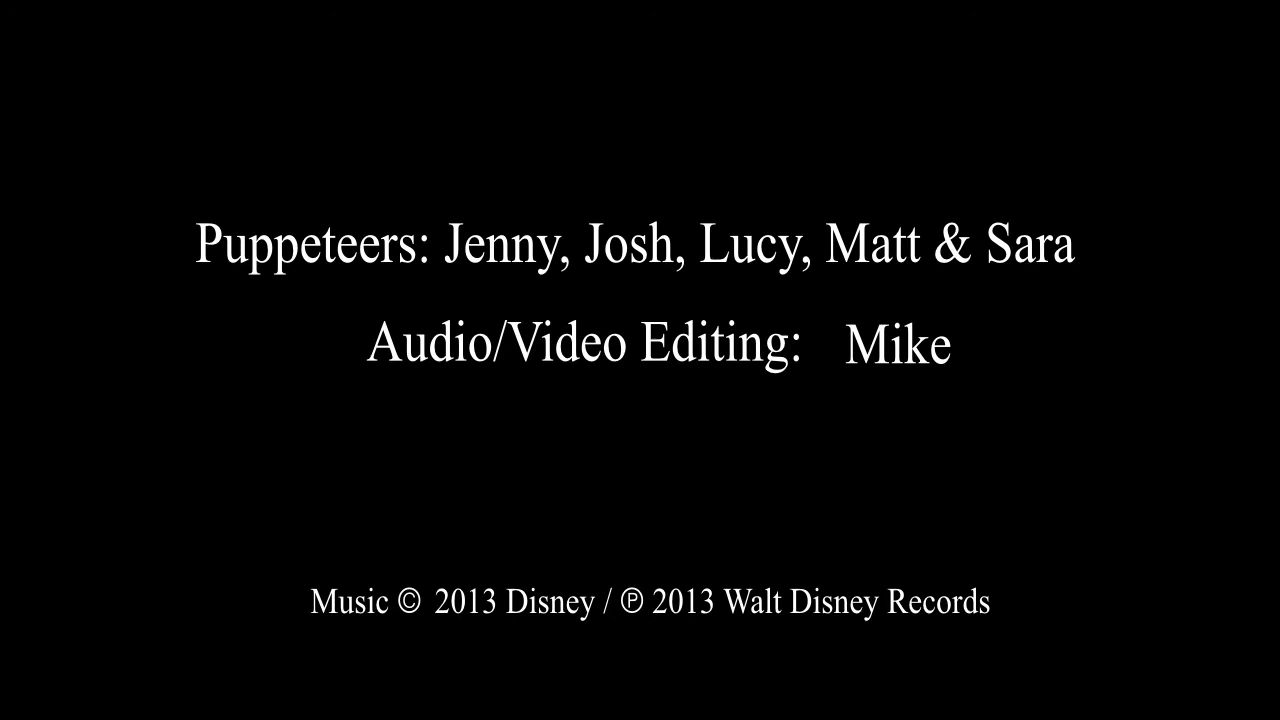 Puppeteers: Jenny, Josh, Lucy, Matt & Sara
Audio/Video Editing: Mike
Music © 2013 Disney / ℗ 2013 Walt Disney Records